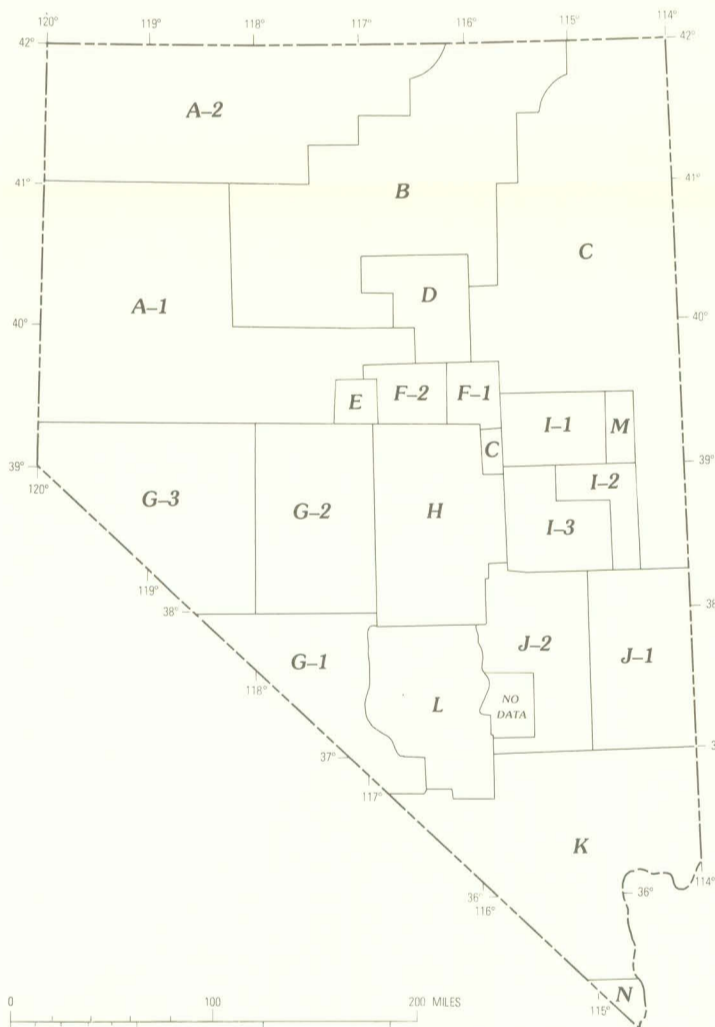 120° 119° 118° 117° 116° 115° 114°
42° 42°
A–2
41° 41°
B
C
A–1
D
40° 40°
E F–2 F–1
I–1 M
C
39° 39°
120°
I–2
G–3 G–2 H I–3
119°
38° 38°
J–2
G–1 J–1
118°
L NO
DATA
37° 3
117°
K
114°
36° 36°
116°
N
115°
0 100 200 MILES